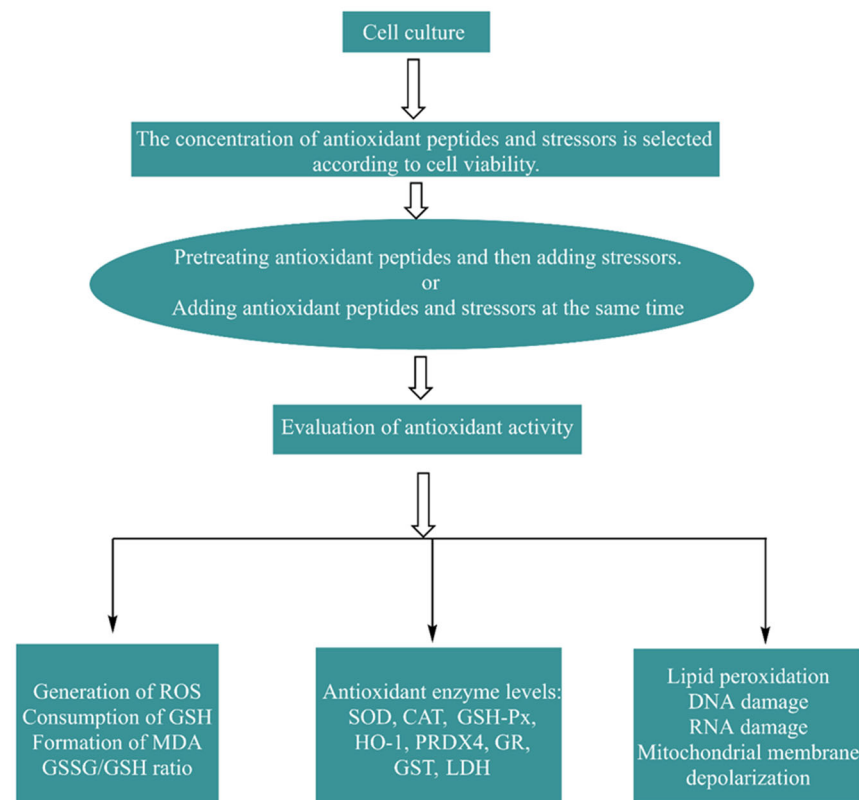 Cell culture
The concentration of antioxidant peptides and stressors is selected
according to cell viability.
Pretreating antioxidant peptides and then adding stressors.
or
Adding antioxidant peptides and stressors at the same time
Evaluation of antioxidant activity
Generation of ROS
Consumption of GSH
Formation of MDA
GSSG/GSH ratio
Antioxidant enzyme levels:
SOD, CAT, GSH-Px,
HO-1, PRDX4, GR,
GST, LDH
Lipid peroxidation
DNA damage
RNA damage
Mitochondrial membrane
depolarization